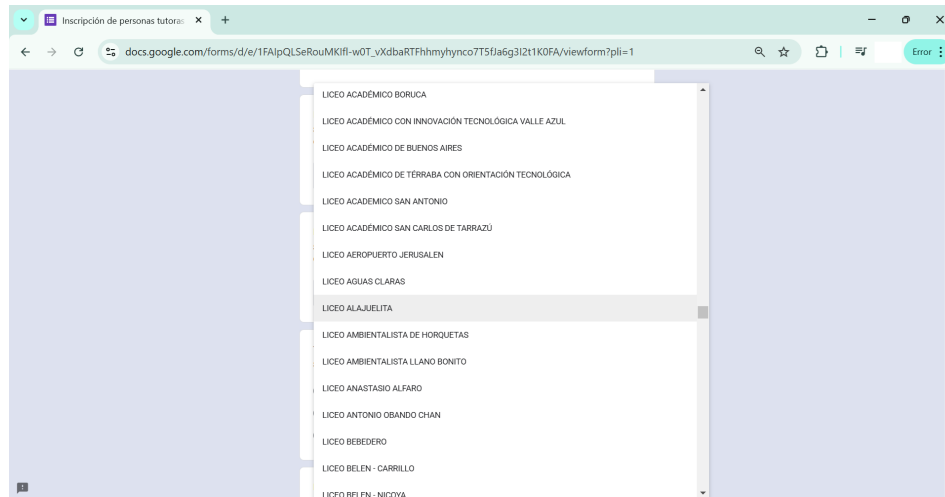 Inscripción de personas tutoras
docs.google.com/forms/d/e/1FAIpQLSeRouMKIfl-w0T_vXdbaRTFhhmyhynco7T5fJa6g3I2t1K0FA/viewform?pli=1
Error
LICEO ACADÉMICO BORUCA
LICEO ACADÉMICO CON INNOVACIÓN TECNOLÓGICA VALLE AZUL
LICEO ACADÉMICO DE BUENOS AIRES
LICEO ACADÉMICO DE TÉRRABA CON ORIENTACIÓN TECNOLÓGICA
LICEO ACADEMICO SAN ANTONIO
LICEO ACADÉMICO SAN CARLOS DE TARRAZÚ
LICEO AEROPUERTO JERUSALEN
LICEO AGUAS CLARAS
LICEO ALAJUELITA
LICEO AMBIENTALISTA DE HORQUETAS
LICEO AMBIENTALISTA LLANO BONITO
LICEO ANASTASIO ALFARO
LICEO ANTONIO OBANDO CHAN
LICEO BEBEDERO
LICEO BELEN - CARRILLO
LICEO BELEN - NICOYA